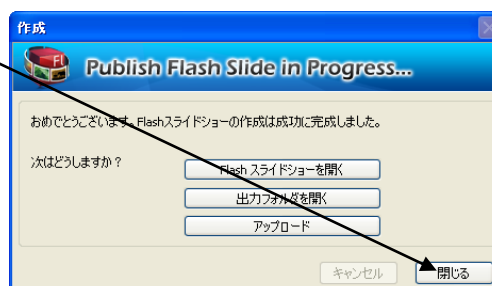 作成
Publish Flash Slide in Progress...
おめでとうございます。Flashスライドショーの作成は成功に完成しました。
次はどうしますか？
Flash スライドショーを開く
出力フォルダを開く
アップロード
キャンセル
閉じる